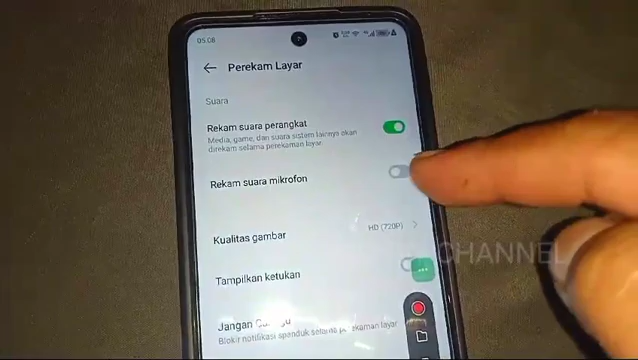 05:06
Perekam Layar
Suara
Rekam suara perangkat
Media, game, dan suara sistem lainnya akan
direkam selama perekaman layar.
Rekam suara mikrofon
Kualitas gambar HD (720P)
CHANNEL
Tampilkan ketukan
Jangan
Blokir notifikasi spanduk selama perekaman layar